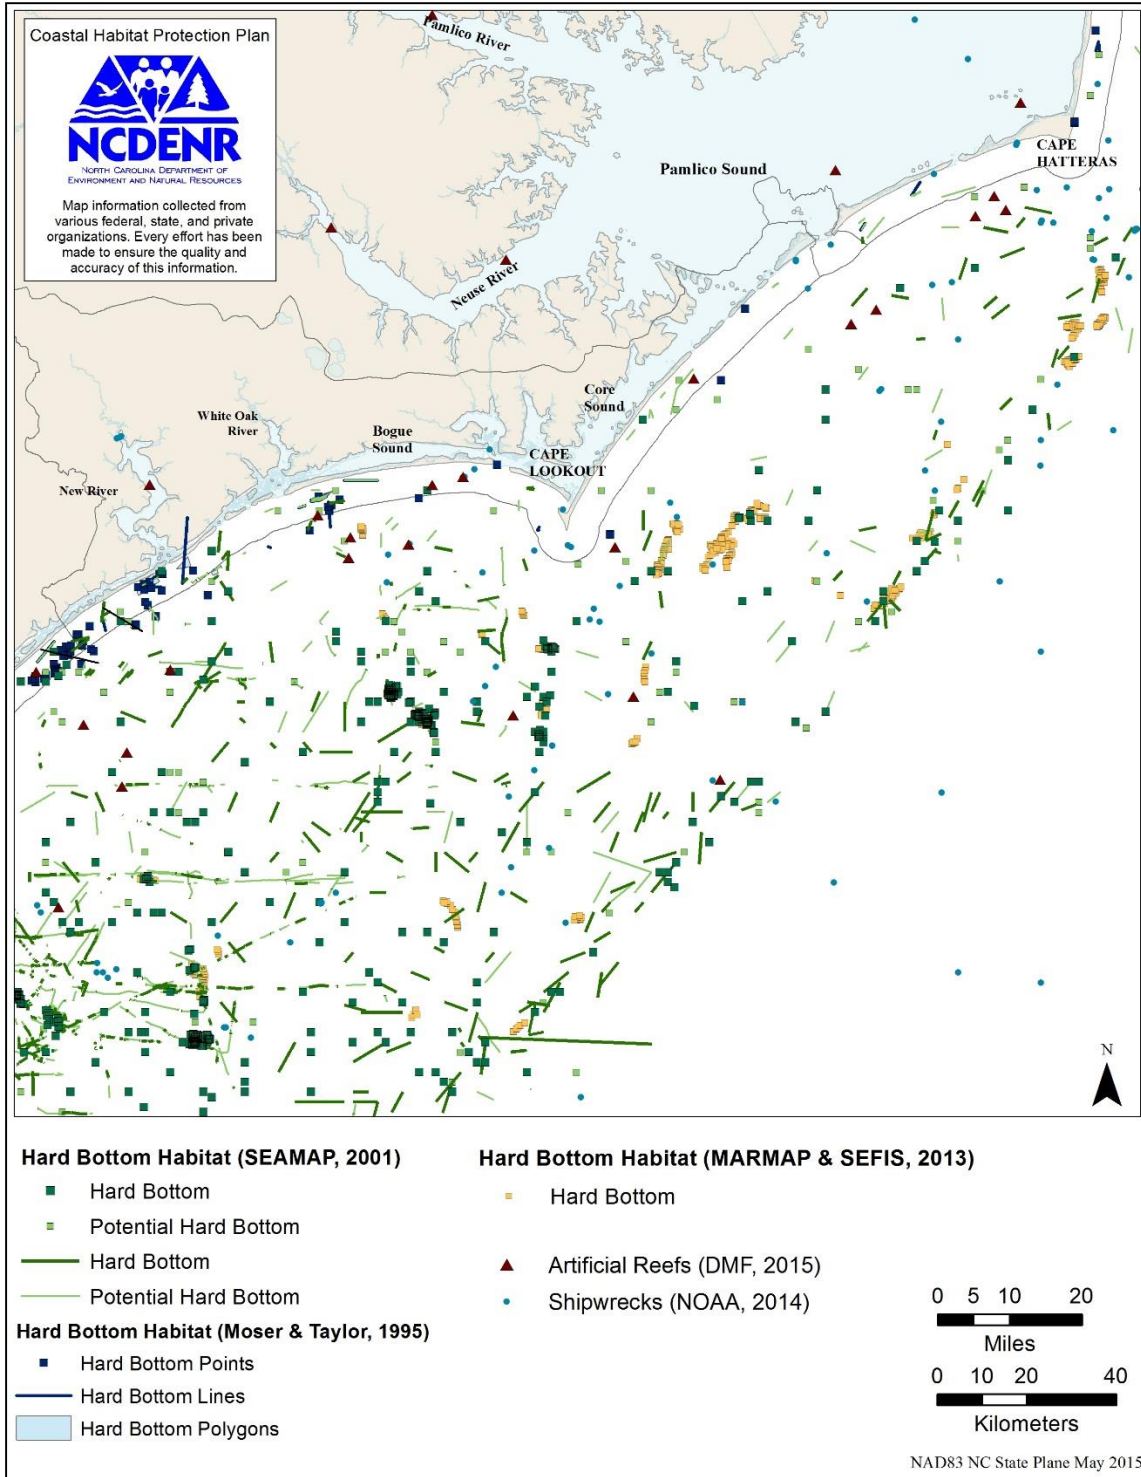 Coastal Habitat Protection Plan
NCDENR
NORTH CAROLINA DEPARTMENT OF
ENVIRONMENT AND NATURAL RESOURCES
Map information collected from
various federal, state, and private
organizations. Every effort has been
made to ensure the quality and
accuracy of this information.
Pamlico River
CAPE
HATTERAS
Pamlico Sound
Neuse River
Core
Sound
White Oak
River
Bogue
Sound
CAPE
LOOKOUT
New River
N
Hard Bottom Habitat (SEAMAP, 2001)
Hard Bottom
Potential Hard Bottom
Hard Bottom
Potential Hard Bottom
Hard Bottom Habitat (Moser & Taylor, 1995)
Hard Bottom Points
Hard Bottom Lines
Hard Bottom Polygons
Hard Bottom Habitat (MARMAP & SEFIS, 2013)
Hard Bottom
Artificial Reefs (DMF, 2015)
Shipwrecks (NOAA, 2014)
0 5 10 20
Miles
0 10 20 40
Kilometers
NAD83 NC State Plane May 2015